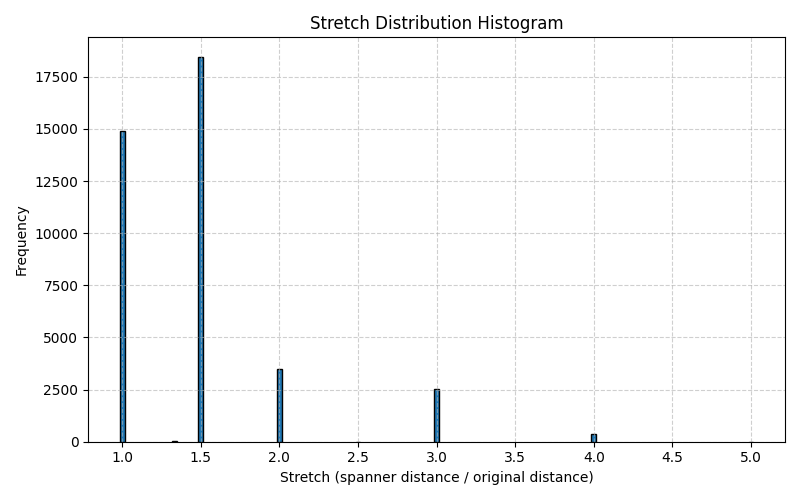 Stretch Distribution Histogram
Frequency
17500
15000
12500
10000
7500
5000
2500
0
1.0 1.5 2.0 2.5 3.0 3.5 4.0 4.5 5.0
Stretch (spanner distance / original distance)